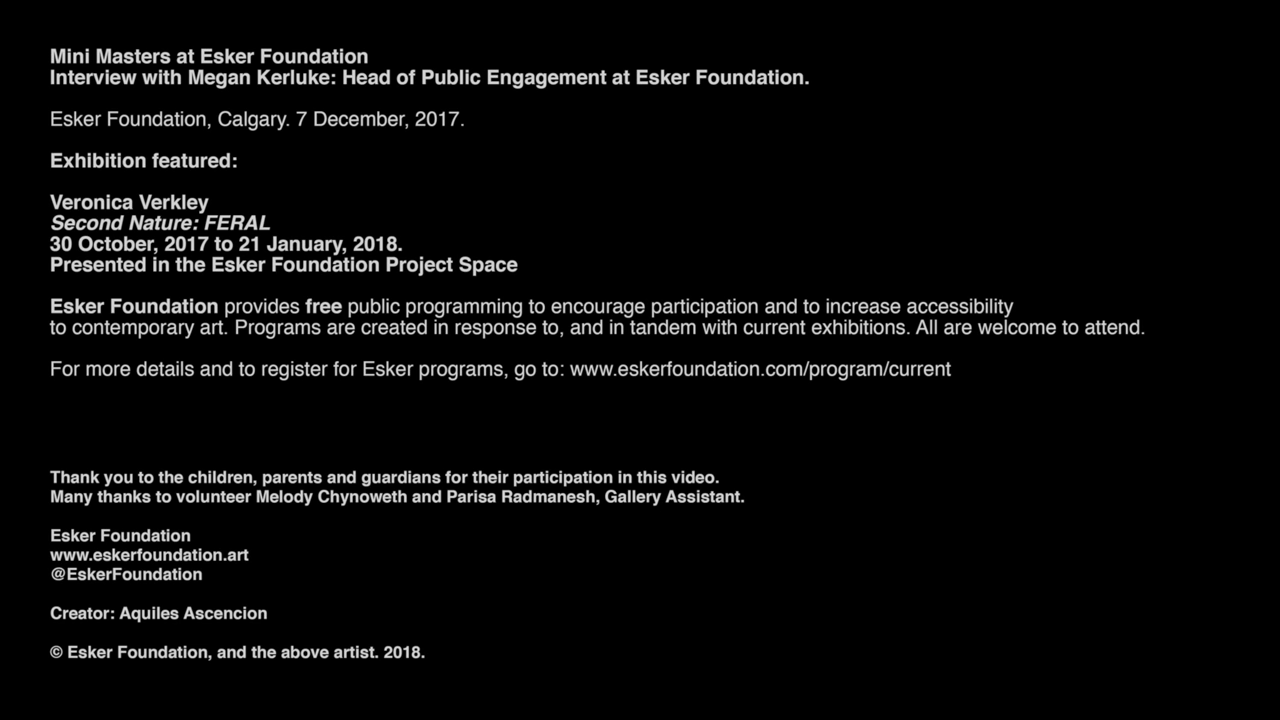 Mini Masters at Esker Foundation
Interview with Megan Kerluke: Head of Public Engagement at Esker Foundation.
Esker Foundation, Calgary. 7 December, 2017.
Exhibition featured:
Veronica Verkley
Second Nature: FERAL
30 October, 2017 to 21 January, 2018.
Presented in the Esker Foundation Project Space
Esker Foundation provides free public programming to encourage participation and to increase accessibility
to contemporary art. Programs are created in response to, and in tandem with current exhibitions. All are welcome to attend.
For more details and to register for Esker programs, go to: www.eskerfoundation.com/program/current
Thank you to the children, parents and guardians for their participation in this video.
Many thanks to volunteer Melody Chynoweth and Parisa Radmanesh, Gallery Assistant.
Esker Foundation
www.eskerfoundation.art
@EskerFoundation
Creator: Aquiles Ascencion
© Esker Foundation, and the above artist. 2018.